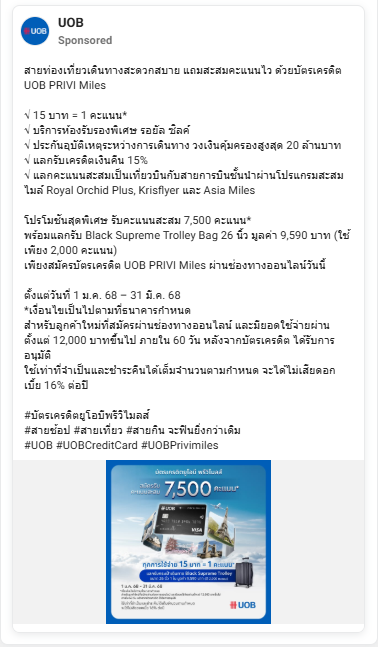 UOB
UOB
Sponsored
สายท่องเที่ยวเดินทางสะดวกสบาย แถมสะสมคะแนนไว ด้วยบัตรเครดิต
UOB PRIVI Miles
√ 15 บาท = 1 คะแนน*
√ บริการห้องรับรองพิเศษ รอยัล ซิลค์
√ ประกันอุบัติเหตุระหว่างการเดินทาง วงเงินคุ้มครองสูงสุด 20 ล้านบาท
√ แลกรับเครดิตเงินคืน 15%
√ แลกคะแนนสะสมเป็นเที่ยวบินกับสายการบินชั้นนำผ่านโปรแกรมสะสม
ไมล์ Royal Orchid Plus, Krisflyer และ Asia Miles
โปรโมชันสุดพิเศษ รับคะแนนสะสม 7,500 คะแนน*
พร้อมแลกรับ Black Supreme Trolley Bag 26 นิ้ว มูลค่า 9,590 บาท (ใช้
เพียง 2,000 คะแนน)
เพียงสมัครบัตรเครดิต UOB PRIVI Miles ผ่านช่องทางออนไลน์วันนี้
ตั้งแต่วันที่ 1 ม.ค. 68 – 31 มี.ค. 68
*เงื่อนไขเป็นไปตามที่ธนาคารกำหนด
สำหรับลูกค้าใหม่ที่สมัครผ่านช่องทางออนไลน์ และมียอดใช้จ่ายผ่าน
ตั้งแต่ 12,000 บาทขึ้นไป ภายใน 60 วัน หลังจากบัตรเครดิต ได้รับการ
อนุมัติ
ใช้เท่าที่จำเป็นและชำระคืนได้เต็มจำนวนตามกำหนด จะได้ไม่เสียดอก
เบี้ย 16% ต่อปี
#บัตรเครดิตยูโอบีพรีวิไมลส์
#สายช้อป #สายเที่ยว #สายกิน จะฟินยิ่งกว่าเดิม
#UOB #UOBCreditCard #UOBPrivimiles
บัตรเครดิตยูโอบี พรีวิไมลส์
7,500 คะแนน*
UOB
VISA
ทุกการใช้จ่าย 15 บาท = 1 คะแนน*
Black Supreme Trolley
1 ม.ค. 68 - 31 มี.ค. 68
UOB